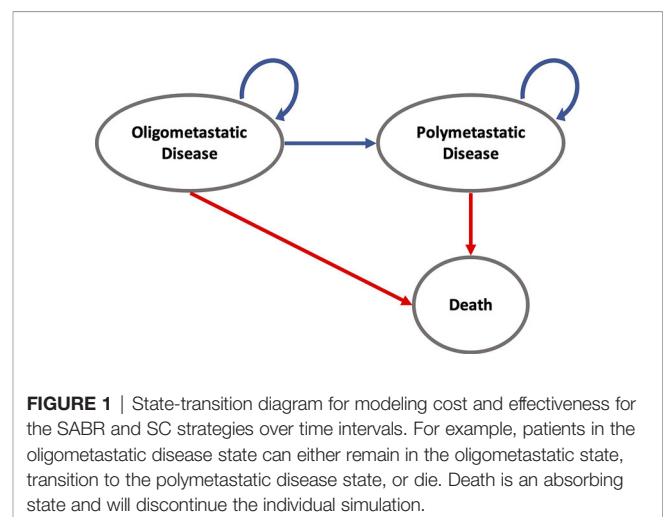 Oligometastatic
Disease
Polymetastatic
Disease
Death
FIGURE 1 | State-transition diagram for modeling cost and effectiveness for
the SABR and SC strategies over time intervals. For example, patients in the
oligometastatic disease state can either remain in the oligometastatic state,
transition to the polymetastatic disease state, or die. Death is an absorbing
state and will discontinue the individual simulation.